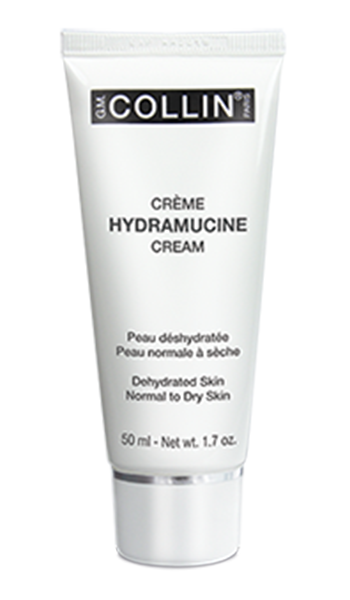 G.M. COLLIN® PARIS
CRÈME
HYDRAMUCINE
CREAM
Peau déshydratée
Peau normale à sèche
Dehydrated Skin
Normal to Dry Skin
50 ml - Net wt. 1.7 oz.